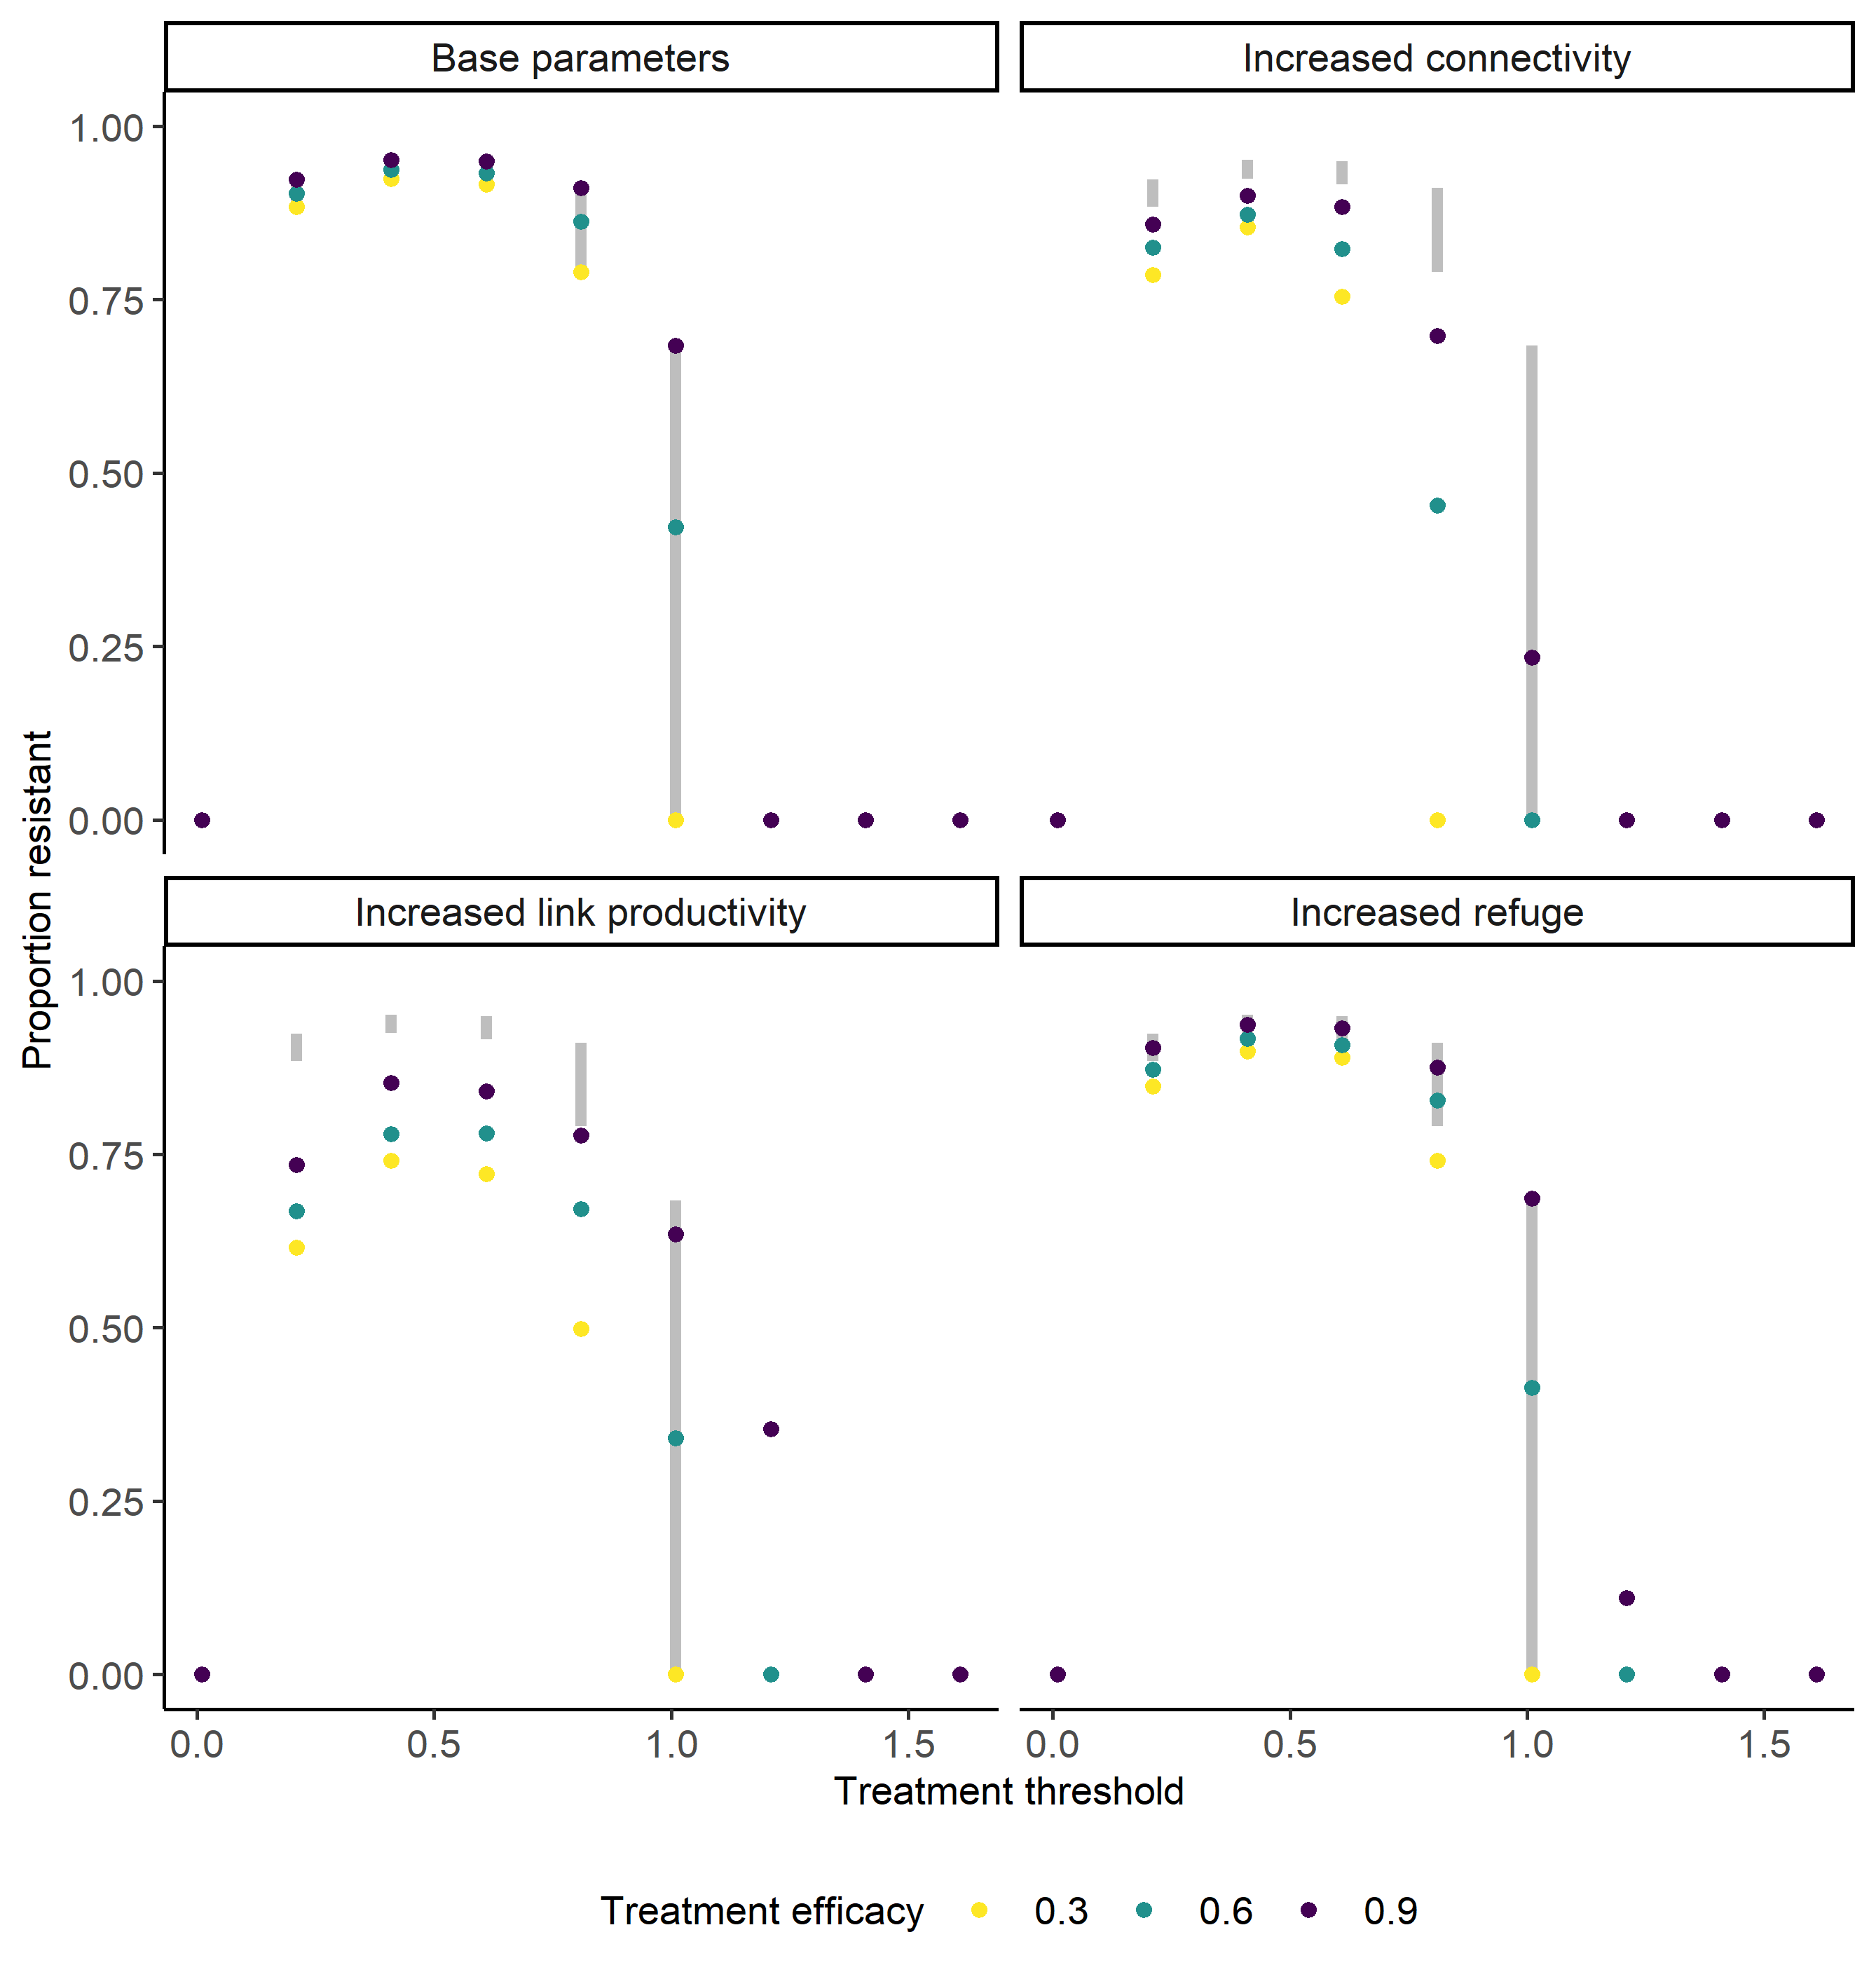 Base parameters
Increased connectivity
1.00
0.75
0.50
0.25
0.00
Proportion resistant
Increased link productivity
Increased refuge
1.00
0.75
0.50
0.25
0.00
0.0 0.5 1.0 1.5
0.0 0.5 1.0 1.5
Treatment threshold
Treatment efficacy 0.3 0.6 0.9